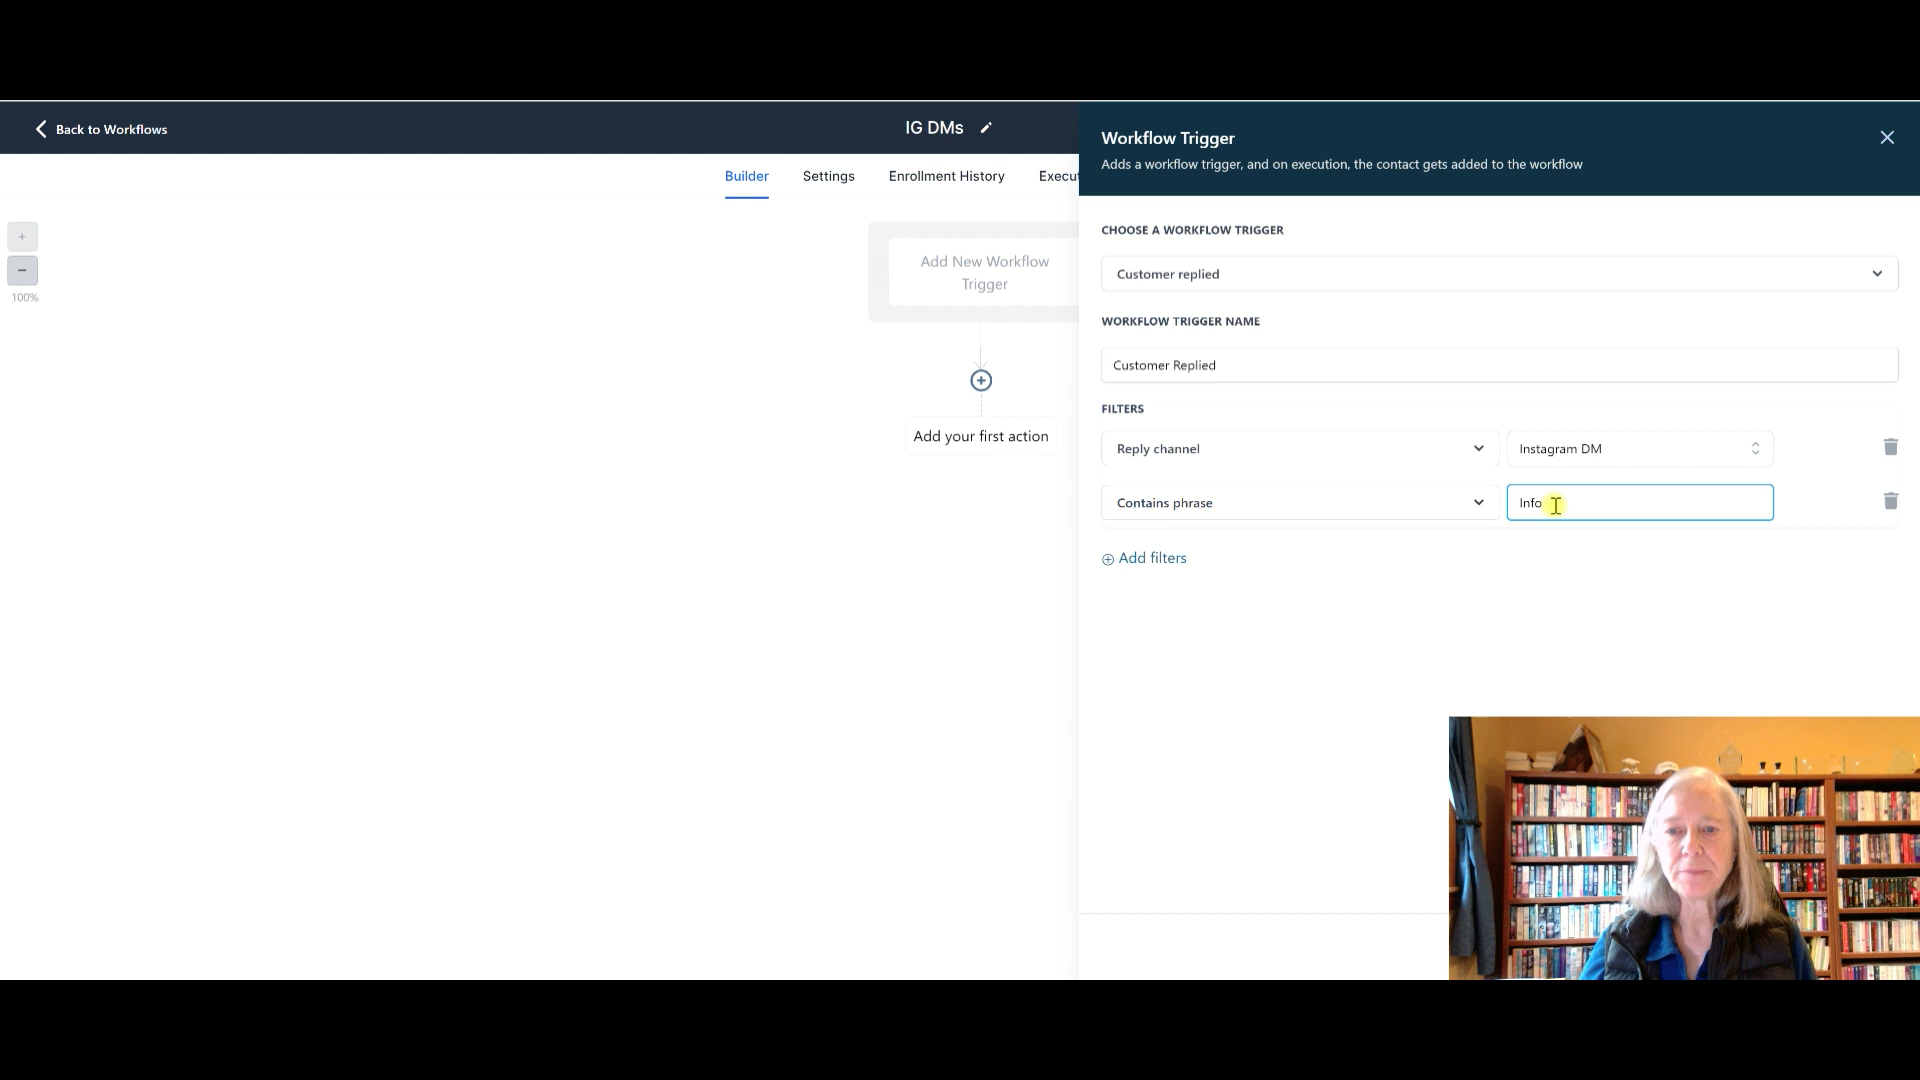 Back to Workflows
IG DMs
Builder
Settings
Enrollment History
Execut
+
−
100%
Add New Workflow
Trigger
Add your first action
Workflow Trigger
Adds a workflow trigger, and on execution, the contact gets added to the workflow
CHOOSE A WORKFLOW TRIGGER
Customer replied
WORKFLOW TRIGGER NAME
Customer Replied
FILTERS
Reply channel
Instagram DM
Contains phrase
Info
Add filters